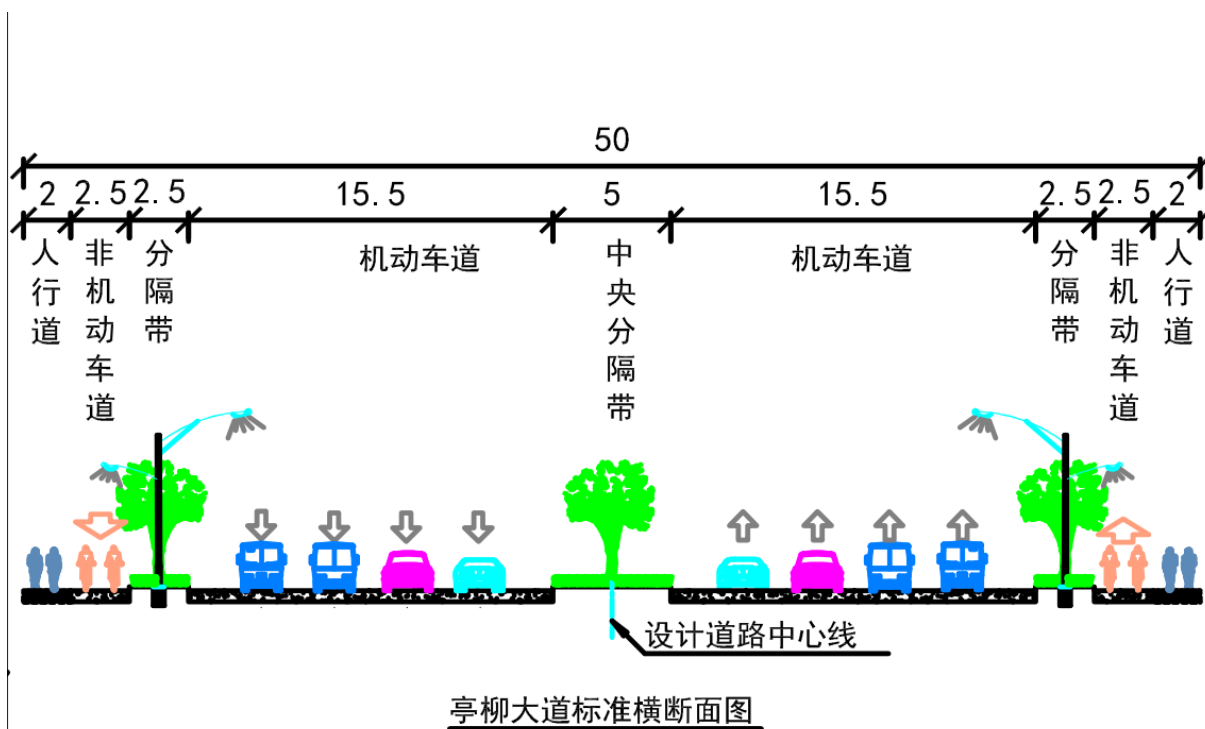 50
2 2.5 2.5 15.5 5 15.5 2.5 2.5 2
人行道
非机动车道
分隔带
机动车道
中央分隔带
机动车道
分隔带
非机动车道
人行道
设计道路中心线
亭柳大道标准横断面图